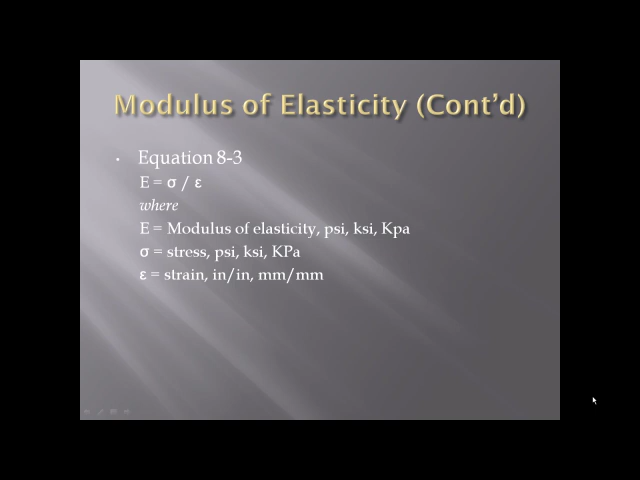 Modulus of Elasticity (Cont’d)
• Equation 8-3
E = σ / ε
where
E = Modulus of elasticity, psi, ksi, Kpa
σ = stress, psi, ksi, KPa
ε = strain, in/in, mm/mm